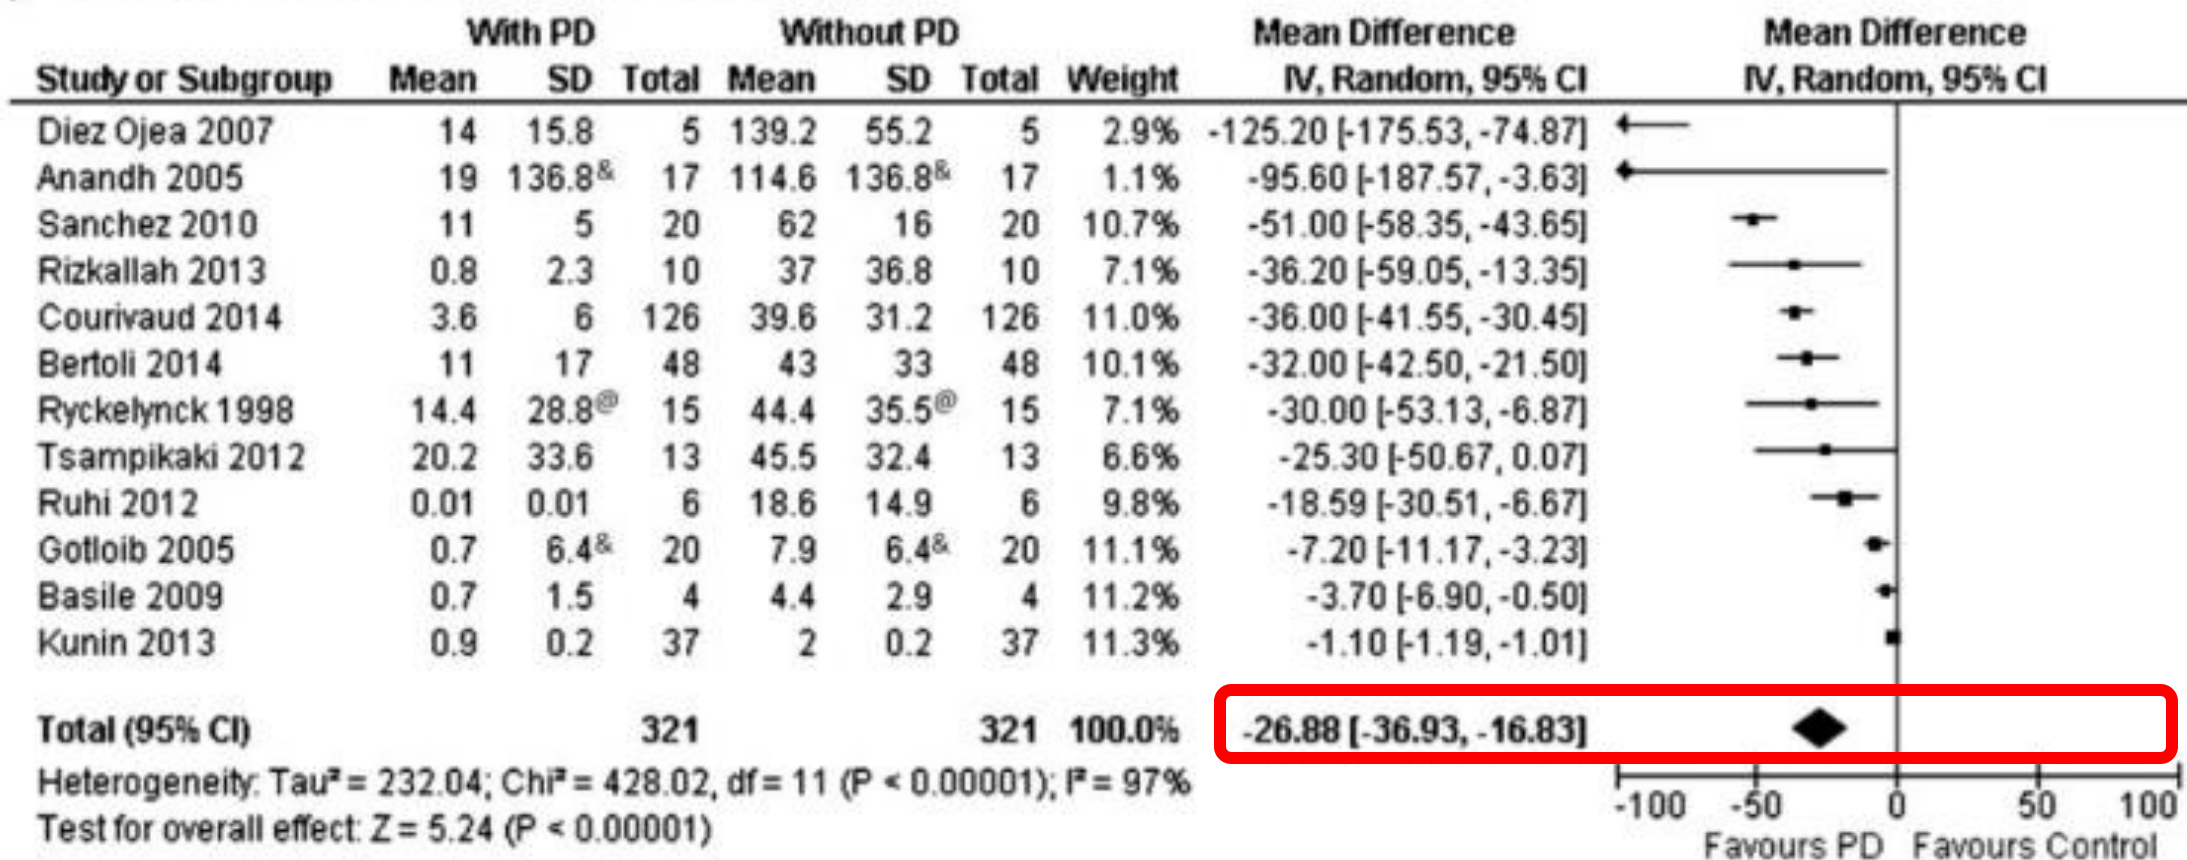 With PD Without PD Mean Difference Mean Difference
Study or Subgroup Mean SD Total Mean SD Total Weight IV, Random, 95% CI IV, Random, 95% CI
Diez Ojea 2007 14 15.8 5 139.2 55.2 5 2.9% -125.20 [-175.53, -74.87]
Anandh 2005 19 136.8& 17 114.6 136.8& 17 1.1% -95.60 [-187.57, -3.63]
Sanchez 2010 11 5 20 62 16 20 10.7% -51.00 [-58.35, -43.65]
Rizkallah 2013 0.8 2.3 10 37 36.8 10 7.1% -36.20 [-59.05, -13.35]
Courivaud 2014 3.6 6 126 39.6 31.2 126 11.0% -36.00 [-41.55, -30.45]
Bertoli 2014 11 17 48 43 33 48 10.1% -32.00 [-42.50, -21.50]
Ryckelynck 1998 14.4 28.8@ 15 44.4 35.5@ 15 7.1% -30.00 [-53.13, -6.87]
Tsampikaki 2012 20.2 33.6 13 45.5 32.4 13 6.6% -25.30 [-50.67, 0.07]
Ruhi 2012 0.01 0.01 6 18.6 14.9 6 9.8% -18.59 [-30.51, -6.67]
Gotloib 2005 0.7 6.4& 20 7.9 6.4& 20 11.1% -7.20 [-11.17, -3.23]
Basile 2009 0.7 1.5 4 4.4 2.9 4 11.2% -3.70 [-6.90, -0.50]
Kunin 2013 0.9 0.2 37 2 0.2 37 11.3% -1.10 [-1.19, -1.01]
Total (95% CI) 321 321 100.0% -26.88 [-36.93, -16.83]
Heterogeneity: Tau² = 232.04; Chi² = 428.02, df = 11 (P < 0.00001); I² = 97%
Test for overall effect: Z = 5.24 (P < 0.00001)
-100 -50 0 50 100
Favours PD Favours Control